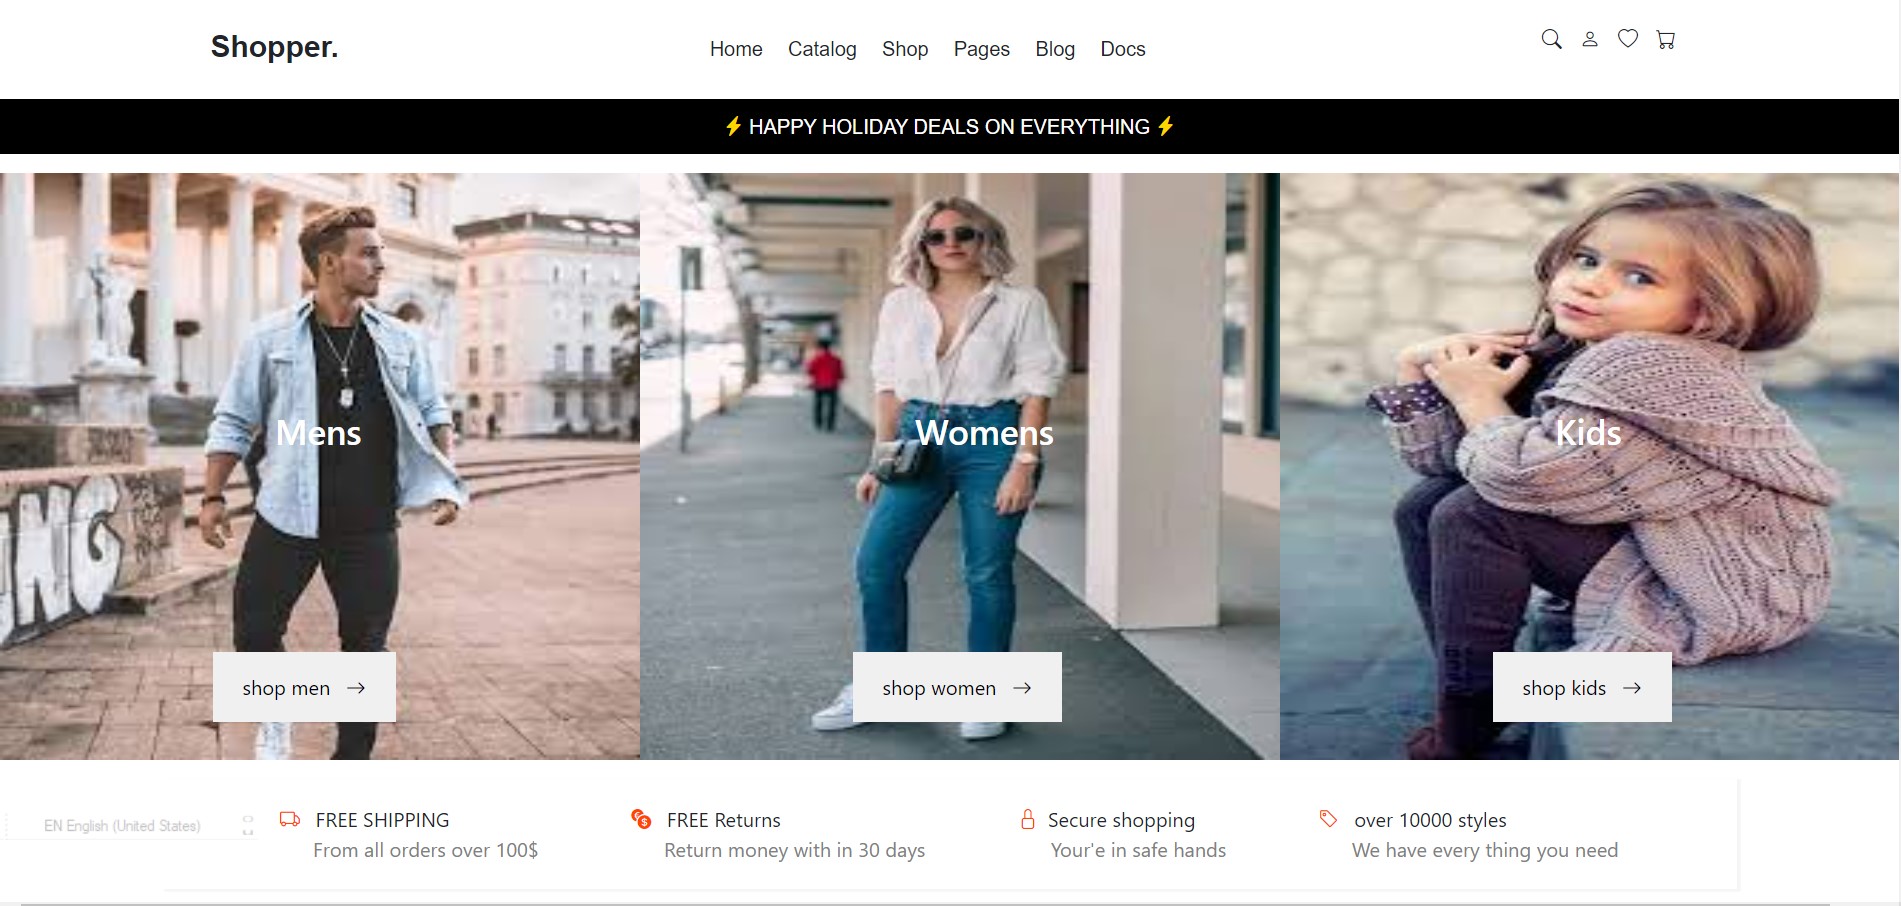 Shopper.
Home Catalog Shop Pages Blog Docs
⚡ HAPPY HOLIDAY DEALS ON EVERYTHING ⚡
Mens
Womens
Kids
NG
shop men →
shop women →
shop kids →
EN English (United States)
FREE SHIPPING
From all orders over 100$
FREE Returns
Return money with in 30 days
Secure shopping
Your'e in safe hands
over 10000 styles
We have every thing you need